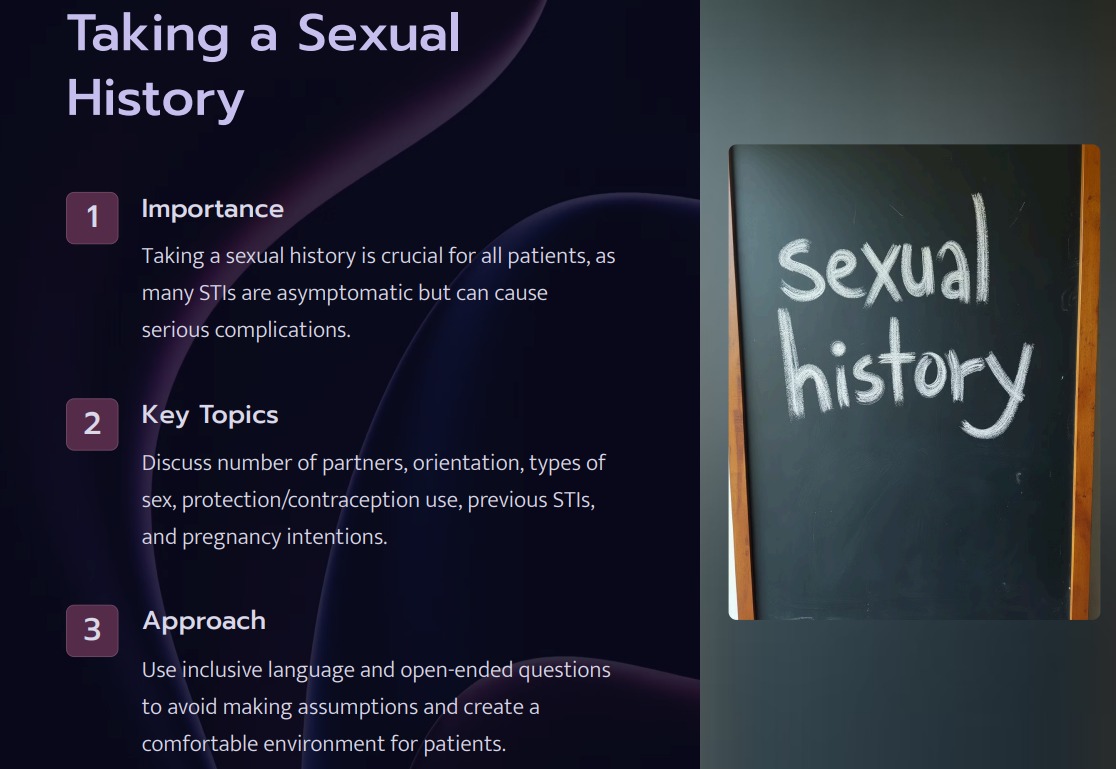 Taking a Sexual
History
1
Importance
Taking a sexual history is crucial for all patients, as
many STIs are asymptomatic but can cause
serious complications.
2
Key Topics
Discuss number of partners, orientation, types of
sex, protection/contraception use, previous STIs,
and pregnancy intentions.
3
Approach
Use inclusive language and open-ended questions
to avoid making assumptions and create a
comfortable environment for patients.
sexual
history